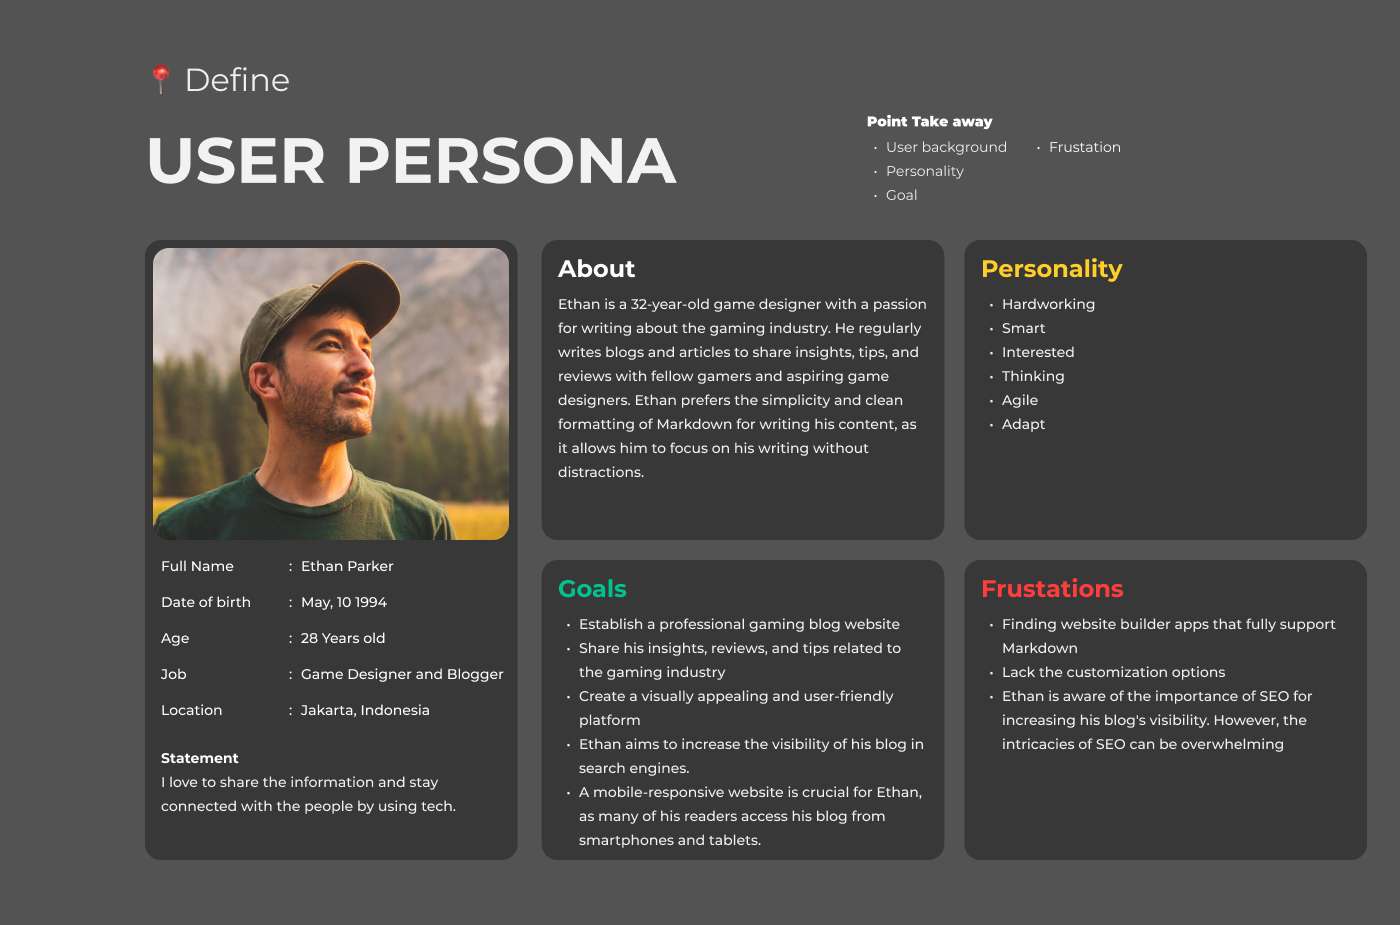 Define
USER PERSONA
Point Take away
• User background
• Personality
• Goal
• Frustation
Full Name : Ethan Parker
Date of birth : May, 10 1994
Age : 28 Years old
Job : Game Designer and Blogger
Location : Jakarta, Indonesia
Statement
I love to share the information and stay
connected with the people by using tech.
About
Ethan is a 32-year-old game designer with a passion
for writing about the gaming industry. He regularly
writes blogs and articles to share insights, tips, and
reviews with fellow gamers and aspiring game
designers. Ethan prefers the simplicity and clean
formatting of Markdown for writing his content, as
it allows him to focus on his writing without
distractions.
Personality
• Hardworking
• Smart
• Interested
• Thinking
• Agile
• Adapt
Goals
• Establish a professional gaming blog website
• Share his insights, reviews, and tips related to
the gaming industry
• Create a visually appealing and user-friendly
platform
• Ethan aims to increase the visibility of his blog in
search engines.
• A mobile-responsive website is crucial for Ethan,
as many of his readers access his blog from
smartphones and tablets.
Frustations
• Finding website builder apps that fully support
Markdown
• Lack the customization options
• Ethan is aware of the importance of SEO for
increasing his blog's visibility. However, the
intricacies of SEO can be overwhelming